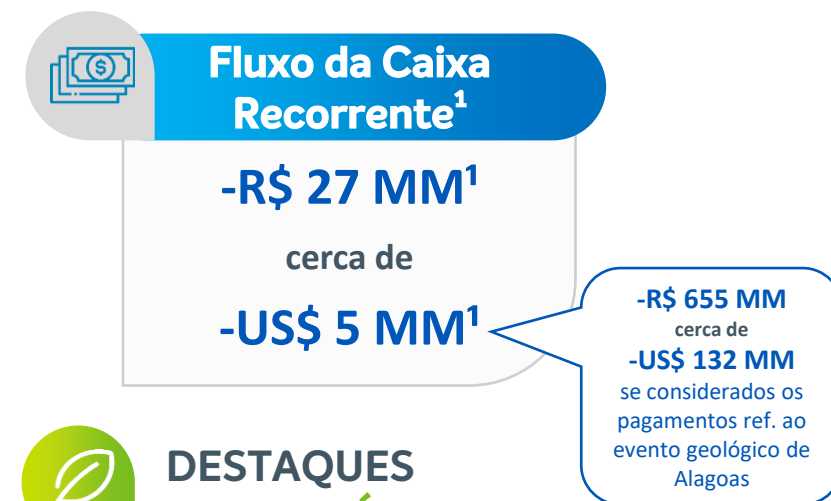 Fluxo da Caixa
Recorrente¹
-R$ 27 MM¹
cerca de
-US$ 5 MM¹
-R$ 655 MM
cerca de
-US$ 132 MM
se considerados os
pagamentos ref. ao
evento geológico de
Alagoas
DESTAQUES